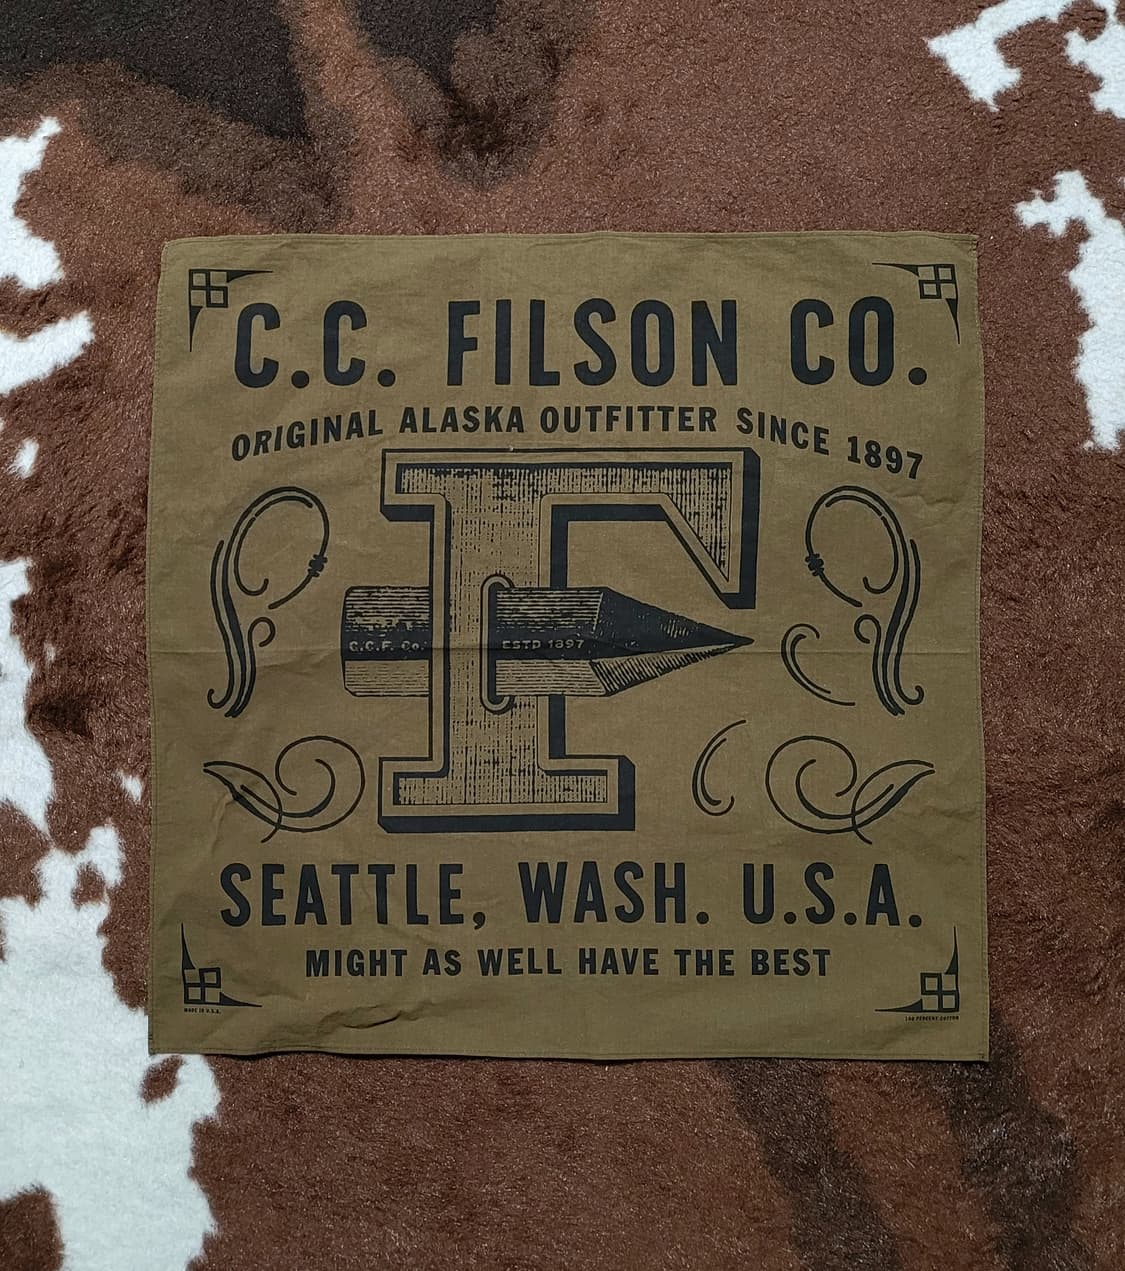 C.C. FILSON CO.
ORIGINAL ALASKA OUTFITTER SINCE 1897
F
C.C.F. Co. ESTD 1897
SEATTLE, WASH. U.S.A.
MIGHT AS WELL HAVE THE BEST
MADE IN U.S.A. 100 PERCENT COTTON